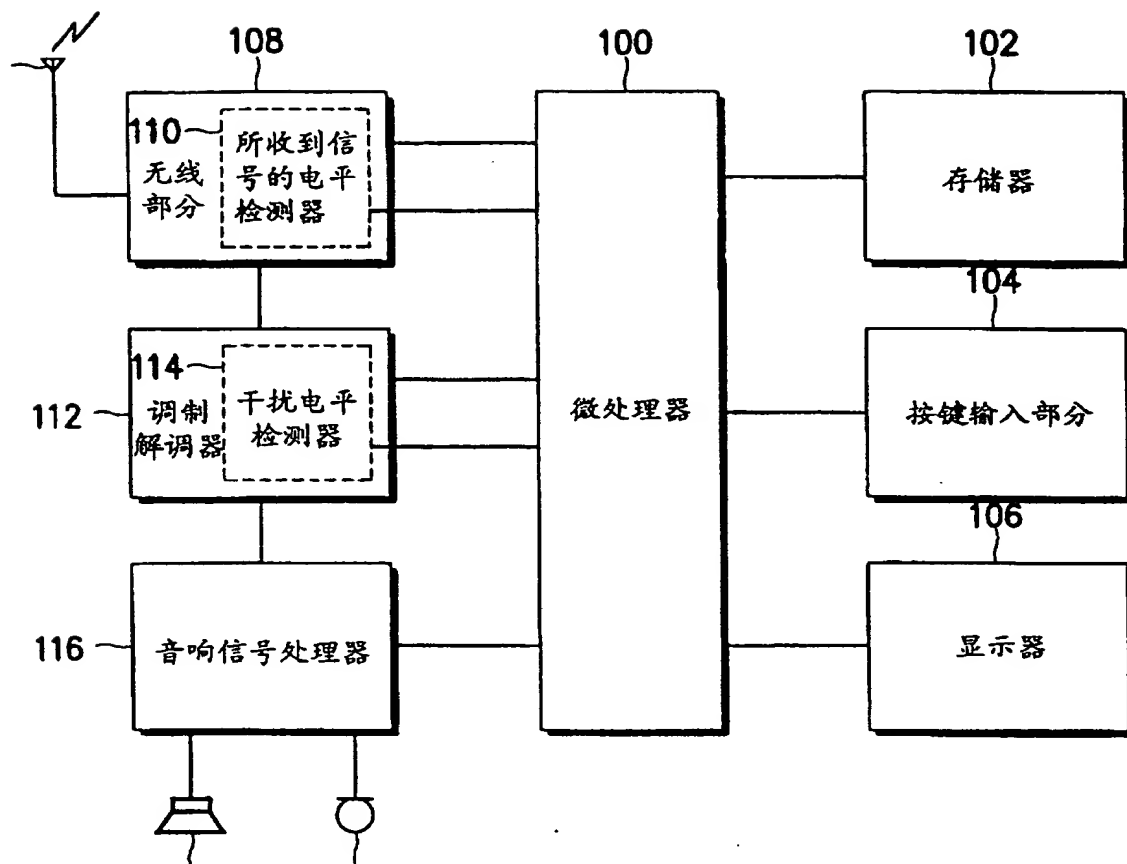 108
100
102
110
所收到信
号的电平
检测器
无线
部分
存储器
104
114
干扰电平
检测器
112
调制
解调器
微处理器
按键输入部分
106
116
音响信号处理器
显示器